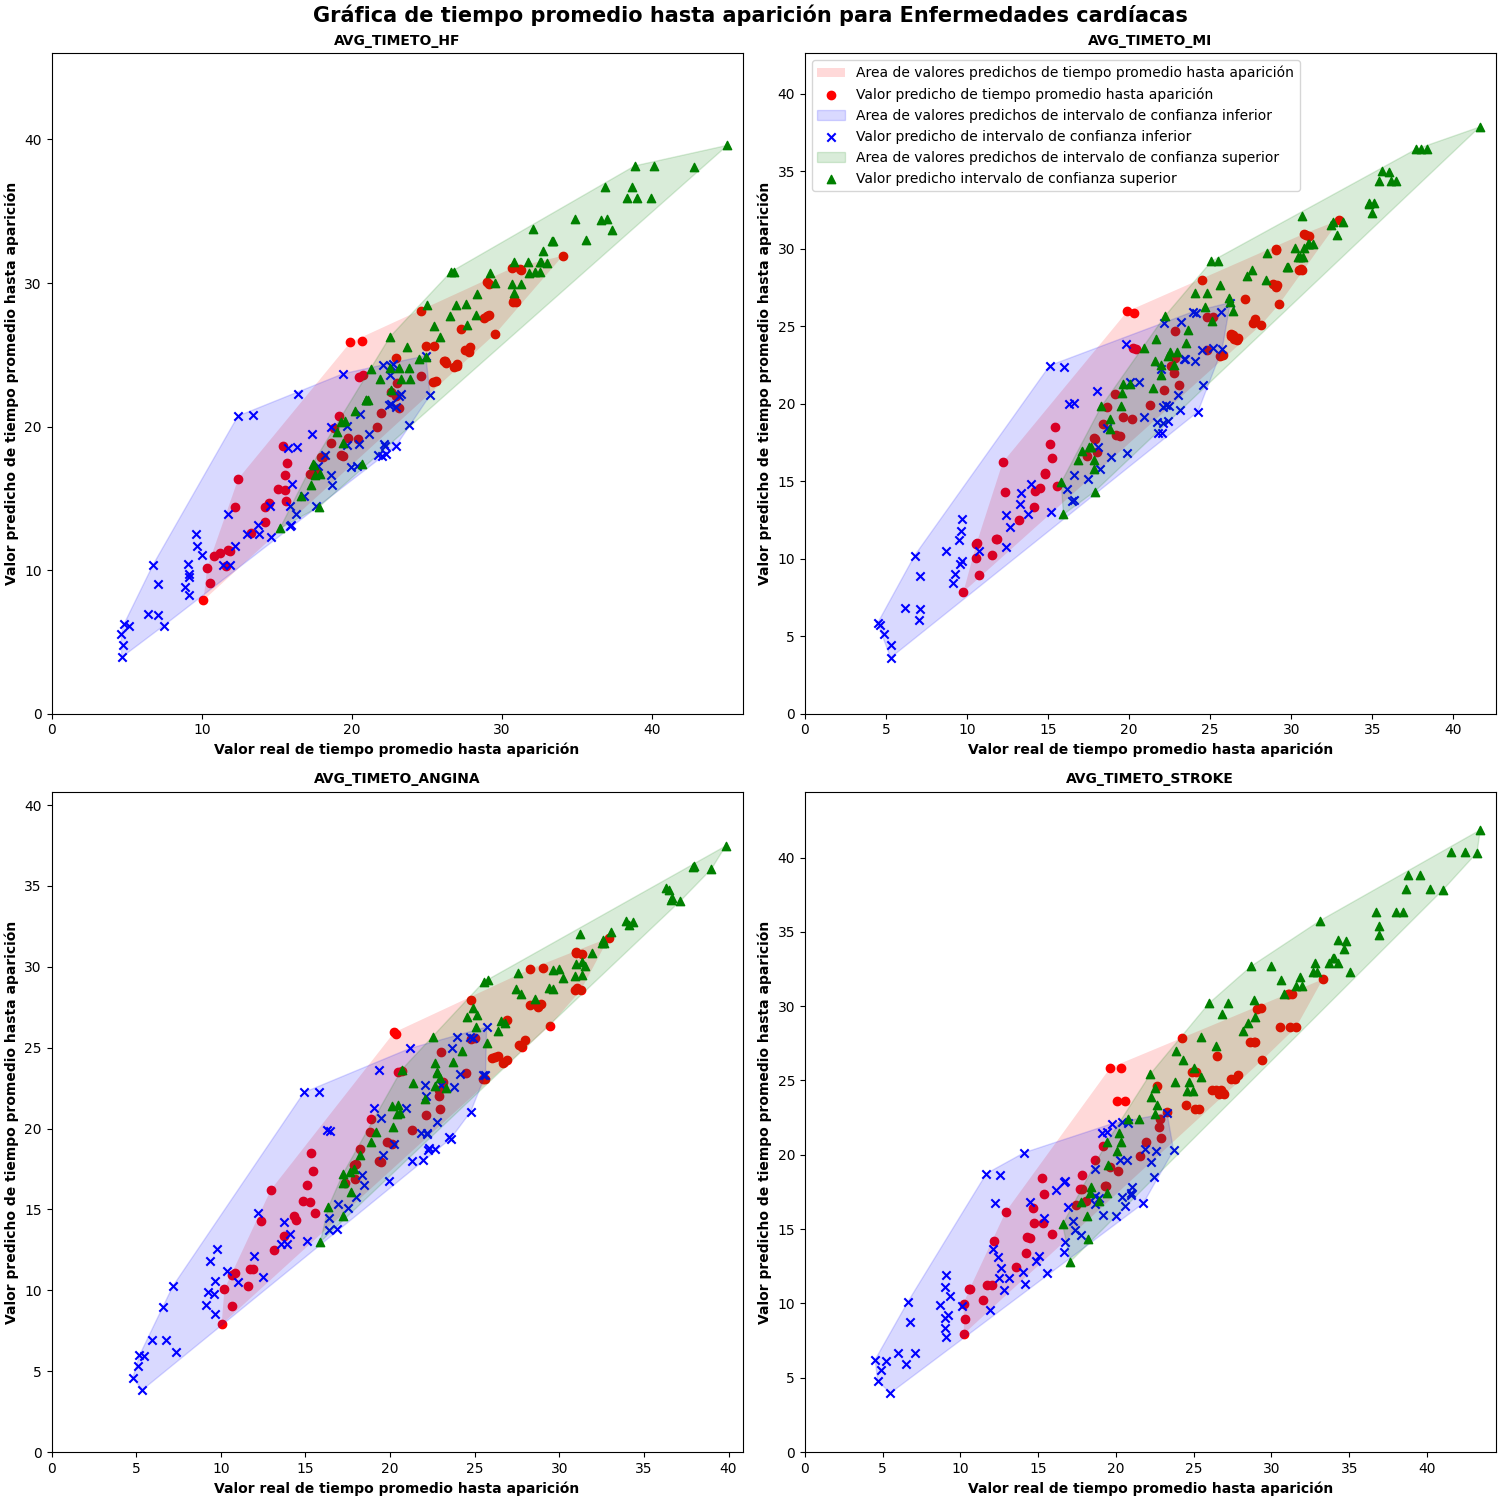 Gráfica de tiempo promedio hasta aparición para Enfermedades cardíacas
AVG_TIMETO_HF
Valor predicho de tiempo promedio hasta aparición
40
30
20
10
0
0 10 20 30 40
Valor real de tiempo promedio hasta aparición
AVG_TIMETO_MI
Area de valores predichos de tiempo promedio hasta aparición
Valor predicho de tiempo promedio hasta aparición
Area de valores predichos de intervalo de confianza inferior
Valor predicho de intervalo de confianza inferior
Area de valores predichos de intervalo de confianza superior
Valor predicho intervalo de confianza superior
Valor predicho de tiempo promedio hasta aparición
40
35
30
25
20
15
10
5
0
0 5 10 15 20 25 30 35 40
Valor real de tiempo promedio hasta aparición
AVG_TIMETO_ANGINA
Valor predicho de tiempo promedio hasta aparición
40
35
30
25
20
15
10
5
0
0 5 10 15 20 25 30 35 40
Valor real de tiempo promedio hasta aparición
AVG_TIMETO_STROKE
Valor predicho de tiempo promedio hasta aparición
40
35
30
25
20
15
10
5
0
0 5 10 15 20 25 30 35 40
Valor real de tiempo promedio hasta aparición